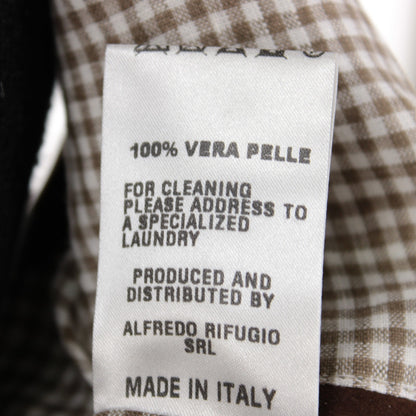 100% VERA PELLE
FOR CLEANING
PLEASE ADDRESS TO
A SPECIALIZED
LAUNDRY
PRODUCED AND
DISTRIBUTED BY
ALFREDO RIFUGIO
SRL
MADE IN ITALY